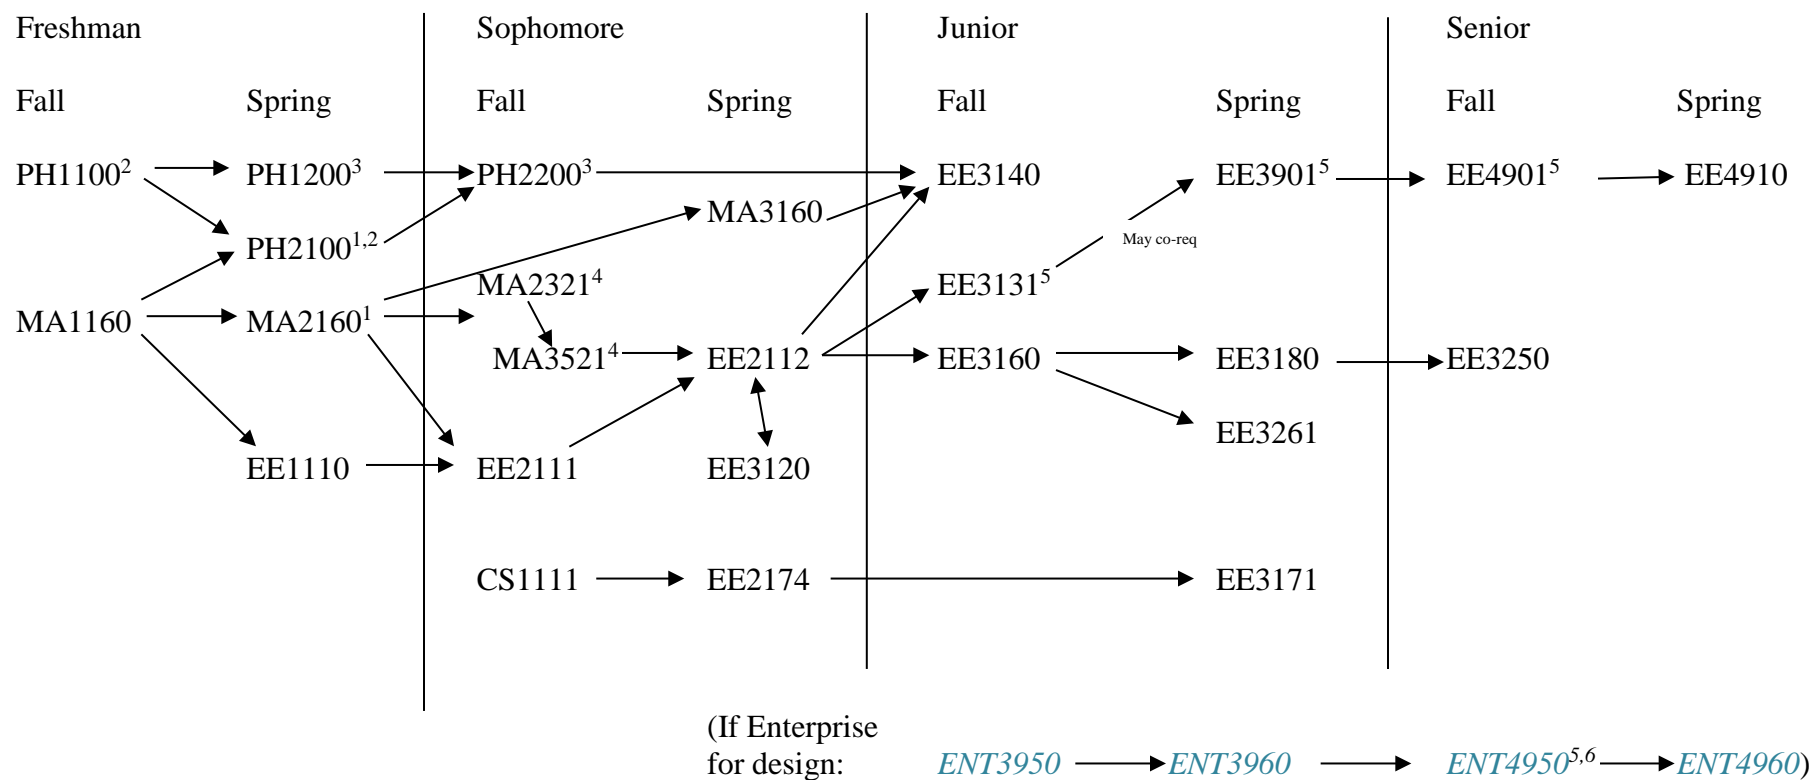 Freshman Sophomore Junior Senior
Fall Spring Fall Spring Fall Spring Fall Spring
PH1100² PH1200³ PH2200³ EE3140 EE3901⁵ EE4901⁵ EE4910
MA3160
PH2100¹,² May co-req
MA2321⁴ EE3131⁵
MA1160 MA2160¹
MA3521⁴ EE2112 EE3160 EE3180 EE3250
EE3261
EE1110 EE2111 EE3120
CS1111 EE2174 EE3171
(If Enterprise
for design: ENT3950 ENT3960 ENT4950⁵,⁶ ENT4960)